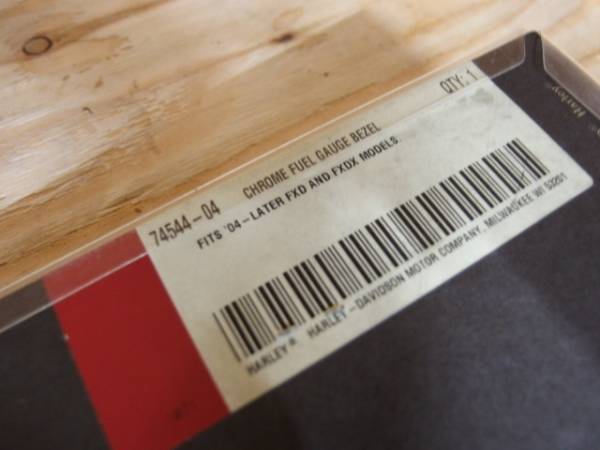 74544-04 CHROME FUEL GAUGE BEZEL QTY: 1
FITS '04-LATER FXD AND FXDX MODELS
HARLEY® HARLEY-DAVIDSON MOTOR COMPANY, MILWAUKEE WI 53201
Harley